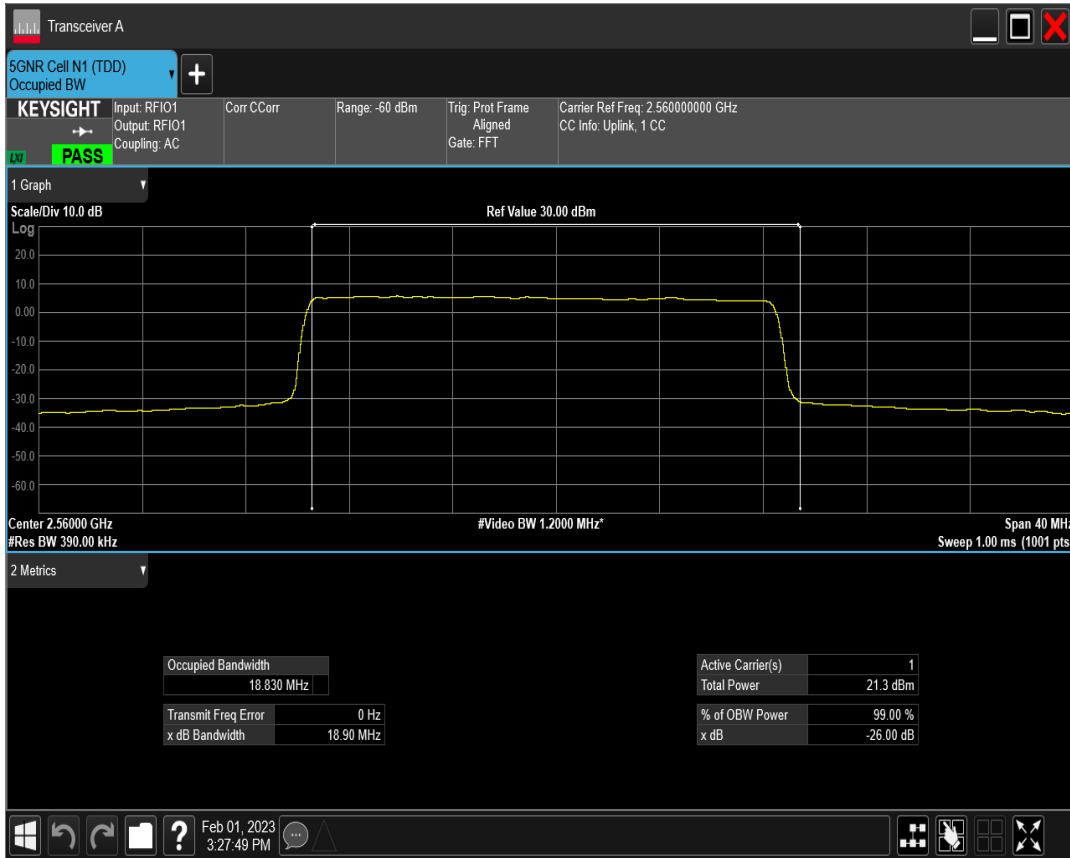 Transceiver A
5GNR Cell N1 (TDD)
Occupied BW
+
KEYSIGHT
LXI
PASS
Input: RFIO1
Output: RFIO1
Coupling: AC
Corr CCorr
Range: -60 dBm
Trig: Prot Frame
Aligned
Gate: FFT
Carrier Ref Freq: 2.560000000 GHz
CC Info: Uplink, 1 CC
1 Graph
Scale/Div 10.0 dB
Ref Value 30.00 dBm
Log
20.0
10.0
0.00
-10.0
-20.0
-30.0
-40.0
-50.0
-60.0
Center 2.56000 GHz
#Video BW 1.2000 MHz*
Span 40 MHz
#Res BW 390.00 kHz
Sweep 1.00 ms (1001 pts
2 Metrics
Occupied Bandwidth
18.830 MHz
Transmit Freq Error 0 Hz
x dB Bandwidth 18.90 MHz
Active Carrier(s) 1
Total Power 21.3 dBm
% of OBW Power 99.00 %
x dB -26.00 dB
?
Feb 01, 2023
3:27:49 PM